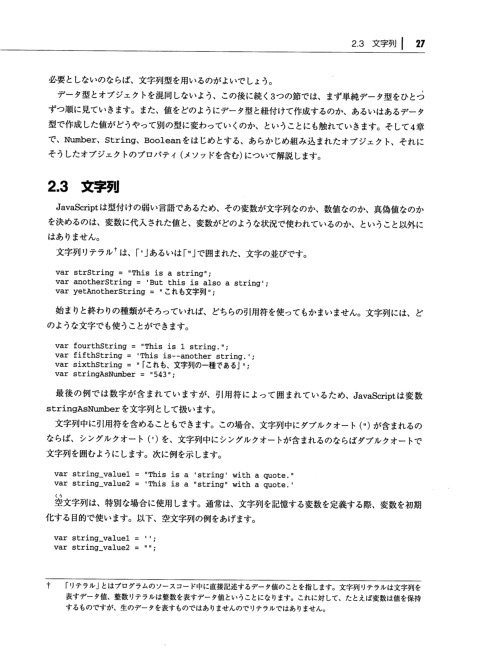 2.3 文字列 27
必要としないのならば、文字列型を用いるのがよいでしょう。
データ型とオブジェクトを混同しないよう、この後に続く3つの節では、まず単純データ型をひとつ
ずつ順に見ていきます。また、値をどのようにデータ型と紐付けて作成するのか、あるいはあるデータ
型で作成した値がどうやって別の型に変わっていくのか、ということにも触れていきます。そして4章
で、Number、String、Booleanをはじめとする、あらかじめ組み込まれたオブジェクト、それに
そうしたオブジェクトのプロパティ(メソッドを含む)について解説します。
2.3 文字列
JavaScriptは型付けの弱い言語であるため、その変数が文字列なのか、数値なのか、真偽値なのか
を決めるのは、変数に代入された値と、変数がどのような状況で使われているのか、ということ以外に
はありません。
文字列リテラル†は、「'」あるいは「"」で囲まれた、文字の並びです。
var strString = "This is a string";
var anotherString = 'But this is also a string';
var yetAnotherString = "これも文字列";
始まりと終わりの種類がそろっていれば、どちらの引用符を使ってもかまいません。文字列には、ど
のような文字でも使うことができます。
var fourthString = "This is 1 string.";
var fifthString = 'This is--another string.';
var sixthString = "「これも、文字列の一種である」";
var stringAsNumber = "543";
最後の例では数字が含まれていますが、引用符によって囲まれているため、JavaScriptは変数
stringAsNumberを文字列として扱います。
文字列中に引用符を含めることもできます。この場合、文字列中にダブルクオート(")が含まれるの
ならば、シングルクオート(')を、文字列中にシングルクオートが含まれるのならばダブルクオートで
文字列を囲むようにします。次に例を示します。
var string_value1 = "This is a 'string' with a quote."
var string_value2 = 'This is a "string" with a quote.'
くう
空文字列は、特別な場合に使用します。通常は、文字列を記憶する変数を定義する際、変数を初期
化する目的で使います。以下、空文字列の例をあげます。
var string_value1 = '';
var string_value2 = "";
† 「リテラル」とはプログラムのソースコード中に直接記述するデータ値のことを指します。文字列リテラルは文字列を
表すデータ値、整数リテラルは整数を表すデータ値ということになります。これに対して、たとえば変数は値を保持
するものですが、生のデータを表すものではありませんのでリテラルではありません。